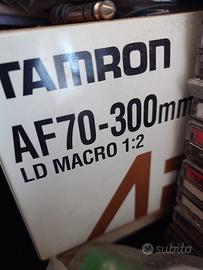 TAMRON
AF70-300mm
LD MACRO 1:2
subito